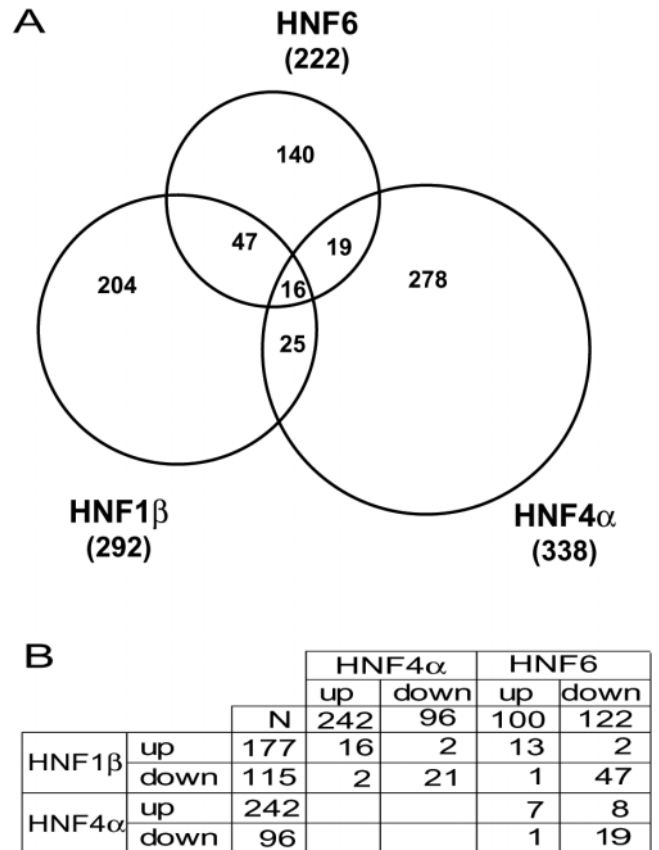 A
HNF6
(222)
140
47
19
204
16
278
25
HNF1β
(292)
HNF4α
(338)
B
HNF4α HNF6
up down up down
N 242 96 100 122
HNF1β up 177 16 2 13 2
down 115 2 21 1 47
HNF4α up 242 7 8
down 96 1 19